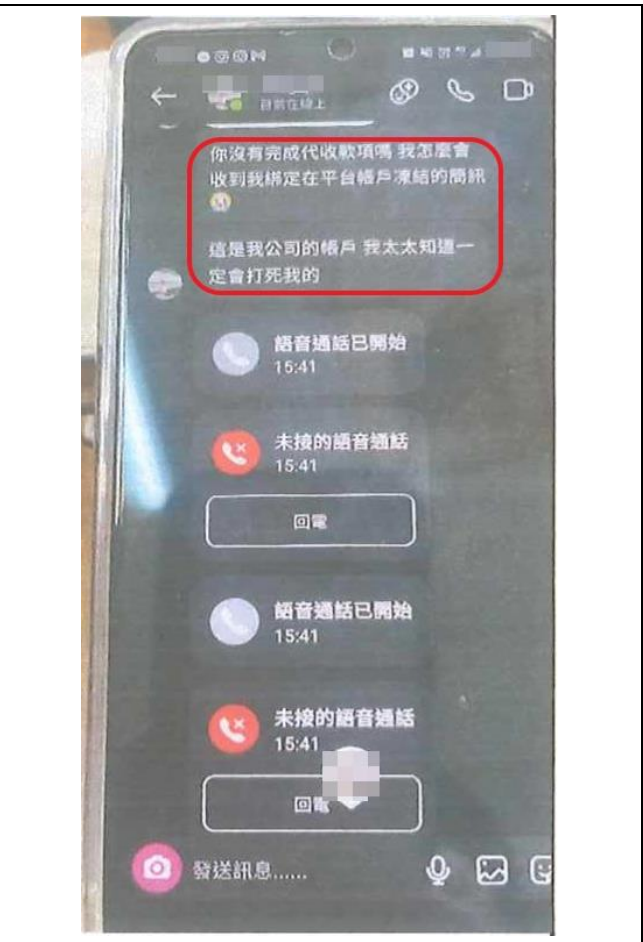 目前在線上
你沒有完成代收款項嗎 我怎麼會
收到我綁定在平台帳戶凍結的簡訊
這是我公司的帳戶 我太太知道一
定會打死我的
語音通話已開始
15:41
未接的語音通話
15:41
回電
語音通話已開始
15:41
未接的語音通話
15:41
回電
發送訊息......